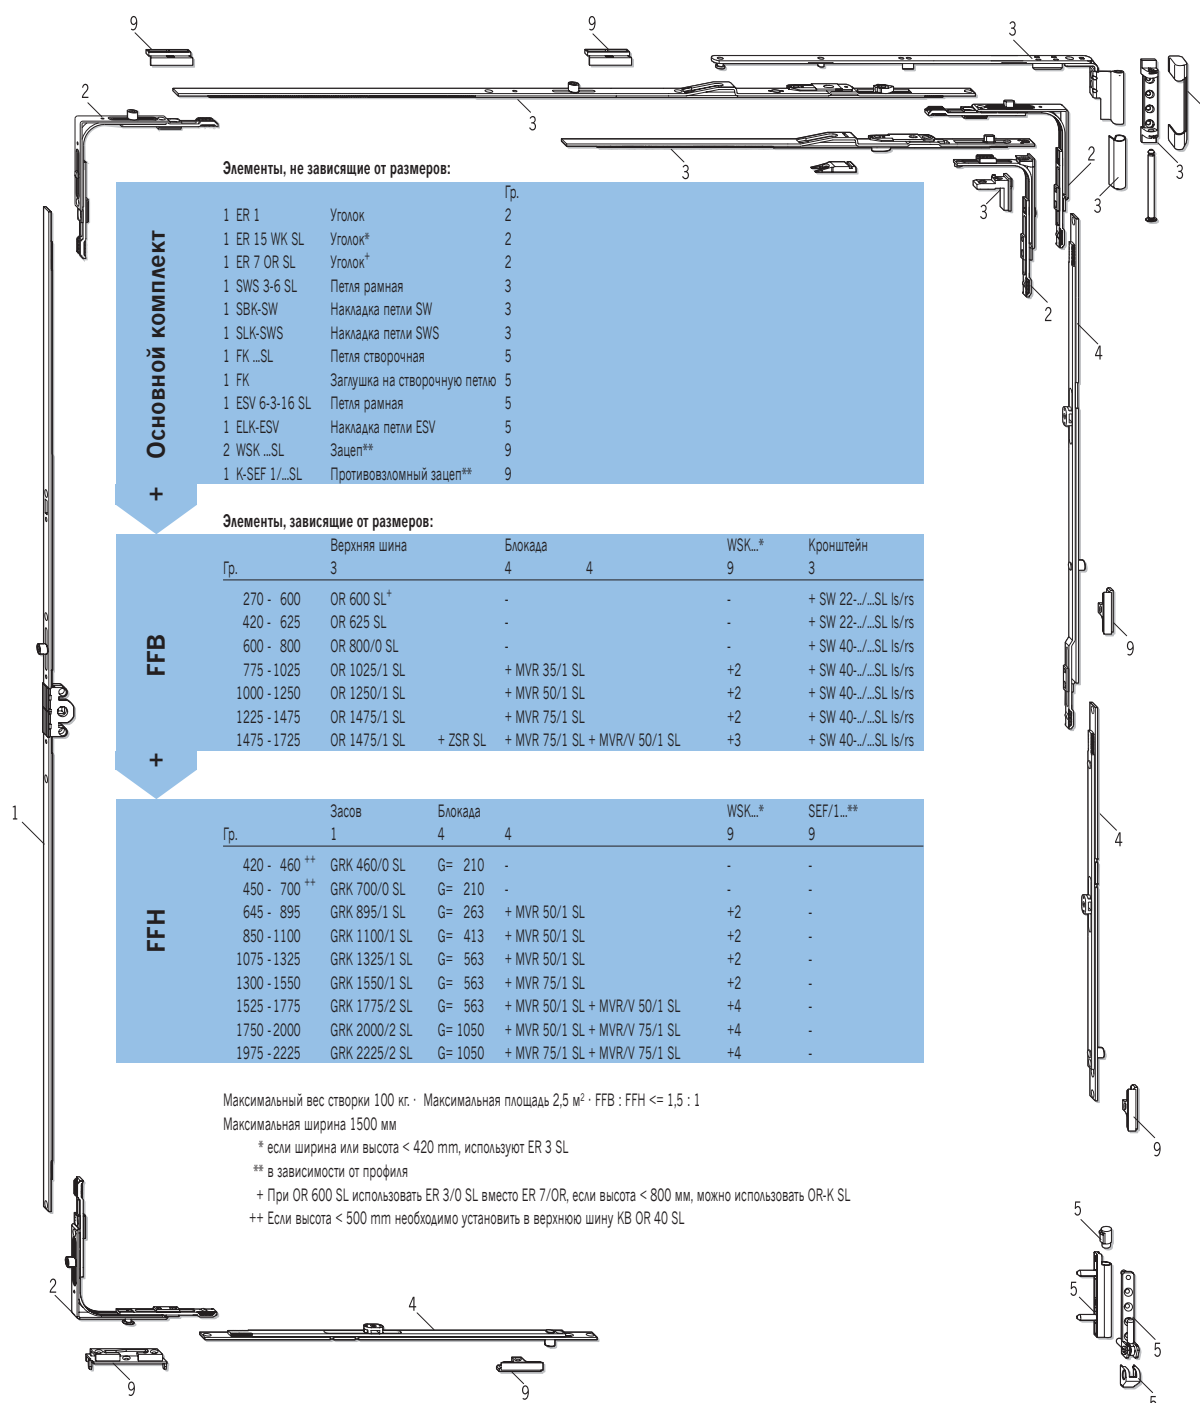 9
9
3
2
3
3
2
3
3
3
2
4
Элементы, не зависящие от размеров:
Основной комплект
Гр.
1 ER 1 Уголок 2
1 ER 15 WK SL Уголок* 2
1 ER 7 OR SL Уголок+ 2
1 SWS 3-6 SL Петля рамная 3
1 SBK-SW Накладка петли SW 3
1 SLK-SWS Накладка петли SWS 3
1 FK ...SL Петля створочная 5
1 FK Заглушка на створочную петлю 5
1 ESV 6-3-16 SL Петля рамная 5
1 ELK-ESV Накладка петли ESV 5
2 WSK ...SL Зацеп** 9
1 K-SEF 1/...SL Противовзломный зацеп** 9
+
Элементы, зависящие от размеров:
FFB
Верхняя шина Блокада WSK...* Кронштейн
Гр. 3 4 4 9 3
270 - 600 OR 600 SL+ - - + SW 22-../...SL ls/rs
420 - 625 OR 625 SL - - + SW 22-../...SL ls/rs
600 - 800 OR 800/0 SL - - + SW 40-../...SL ls/rs
775 - 1025 OR 1025/1 SL + MVR 35/1 SL +2 + SW 40-../...SL ls/rs
1000 - 1250 OR 1250/1 SL + MVR 50/1 SL +2 + SW 40-../...SL ls/rs
1225 - 1475 OR 1475/1 SL + MVR 75/1 SL +2 + SW 40-../...SL ls/rs
1475 - 1725 OR 1475/1 SL + ZSR SL + MVR 75/1 SL + MVR/V 50/1 SL +3 + SW 40-../...SL ls/rs
9
+
1
FFH
Засов Блокада WSK...* SEF/1...**
Гр. 1 4 4 9 9
420 - 460 ++ GRK 460/0 SL G= 210 - - -
450 - 700 ++ GRK 700/0 SL G= 210 - - -
645 - 895 GRK 895/1 SL G= 263 + MVR 50/1 SL +2 -
850 - 1100 GRK 1100/1 SL G= 413 + MVR 50/1 SL +2 -
1075 - 1325 GRK 1325/1 SL G= 563 + MVR 50/1 SL +2 -
1300 - 1550 GRK 1550/1 SL G= 563 + MVR 75/1 SL +2 -
1525 - 1775 GRK 1775/2 SL G= 563 + MVR 50/1 SL + MVR/V 50/1 SL +4 -
1750 - 2000 GRK 2000/2 SL G= 1050 + MVR 50/1 SL + MVR/V 75/1 SL +4 -
1975 - 2225 GRK 2225/2 SL G= 1050 + MVR 75/1 SL + MVR/V 75/1 SL +4 -
4
Максимальный вес створки 100 кг. · Максимальная площадь 2,5 м² · FFB : FFH <= 1,5 : 1
Максимальная ширина 1500 мм
* если ширина или высота < 420 mm, используют ER 3 SL
** в зависимости от профиля
+ При OR 600 SL использовать ER 3/0 SL вместо ER 7/OR, если высота < 800 мм, можно использовать OR-K SL
++ Если высота < 500 mm необходимо установить в верхнюю шину KB OR 40 SL
9
5
2
5
4
5
9
9
5